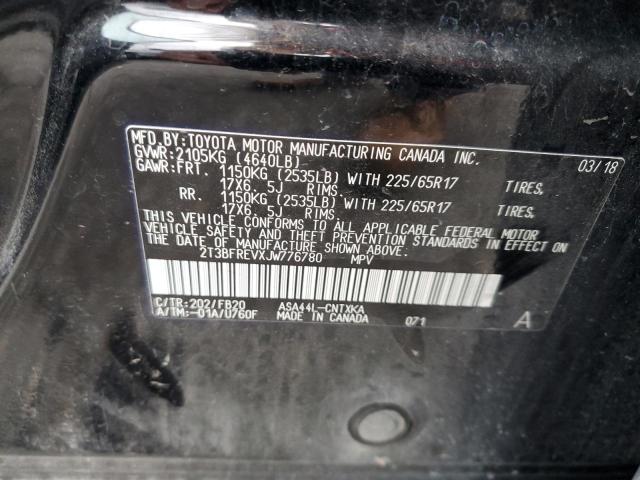 MFD.BY:TOYOTA MOTOR MANUFACTURING CANADA INC.
GVWR:2105KG (4640LB) 03/18
GAWR:FRT. 1150KG (2535LB) WITH 225/65R17 TIRES,
17X6.5J RIMS.
RR. 1150KG (2535LB) WITH 225/65R17 TIRES,
17X6.5J RIMS.
THIS VEHICLE CONFORMS TO ALL APPLICABLE FEDERAL MOTOR
VEHICLE SAFETY AND THEFT PREVENTION STANDARDS IN EFFECT ON
THE DATE OF MANUFACTURE SHOWN ABOVE.
2T3BFREVXJW776780 MPV
C/TR:202/FB20 ASA44L-CNTXKA
A/TM:-01A/U760F MADE IN CANADA 071 A